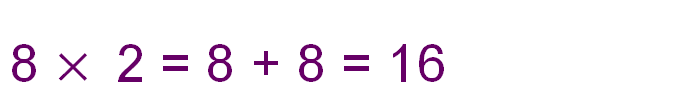 8 × 2 = 8 + 8 = 16